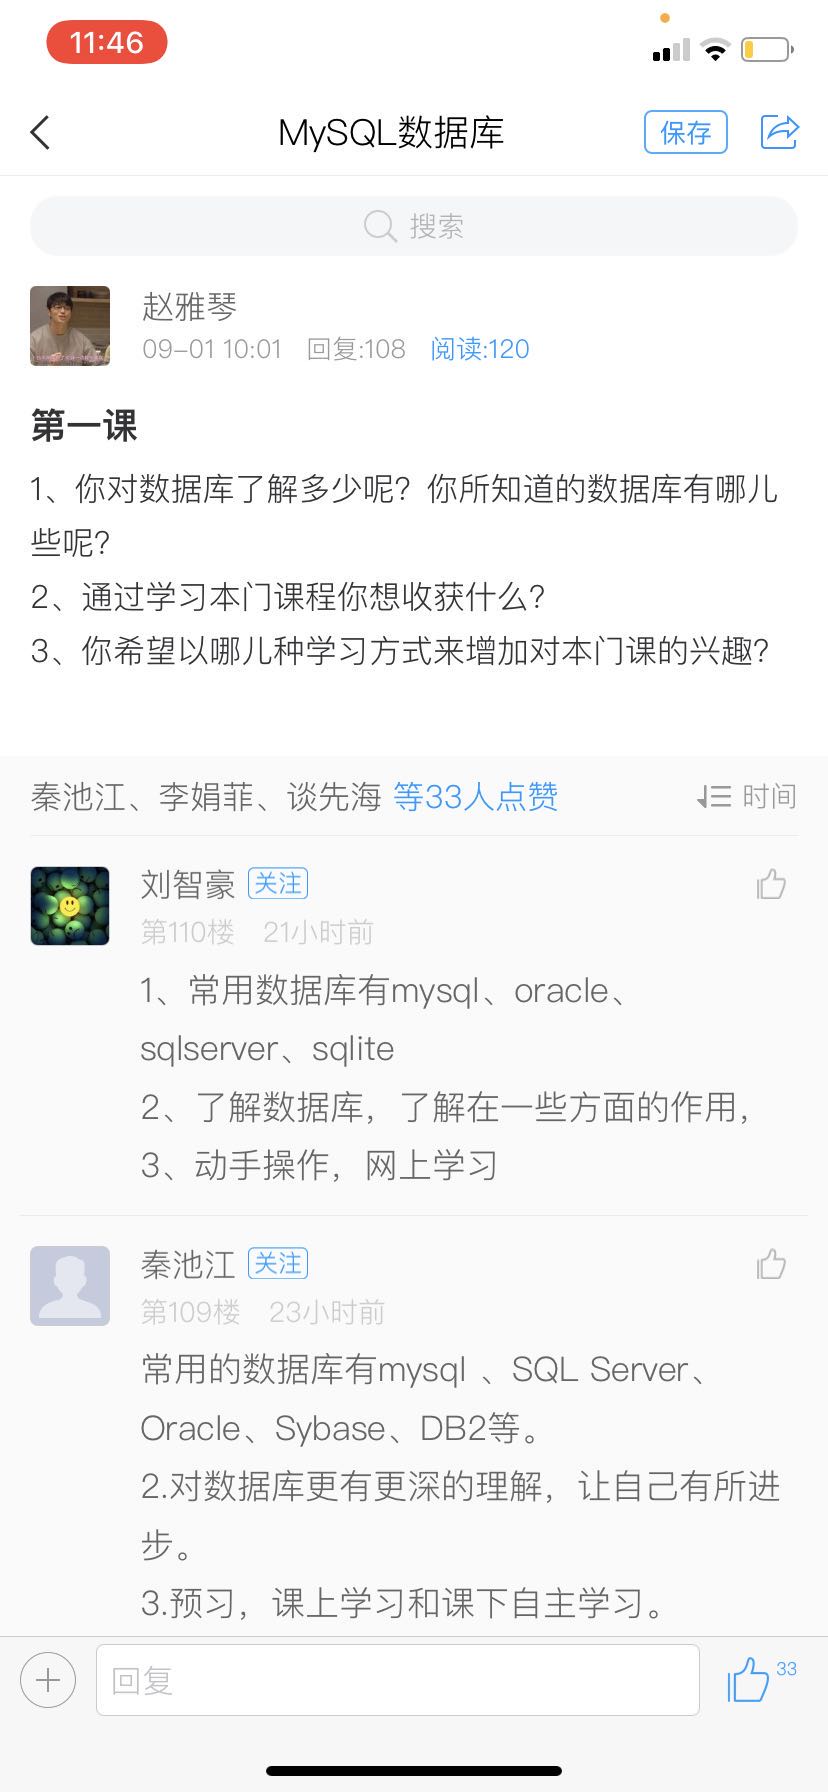 11:46
MySQL数据库
保存
搜索
赵雅琴
09-01 10:01 回复:108 阅读:120
第一课
1、你对数据库了解多少呢？你所知道的数据库有哪儿
些呢？
2、通过学习本门课程你想收获什么？
3、你希望以哪儿种学习方式来增加对本门课的兴趣？
秦池江、李娟菲、谈先海 等33人点赞 时间
刘智豪 关注
第110楼 21小时前
1、常用数据库有mysql、oracle、
sqlserver、sqlite
2、了解数据库，了解在一些方面的作用，
3、动手操作，网上学习
秦池江 关注
第109楼 23小时前
常用的数据库有mysql 、SQL Server、
Oracle、Sybase、DB2等。
2.对数据库更有更深的理解，让自己有所进
步。
3.预习，课上学习和课下自主学习。
回复
33